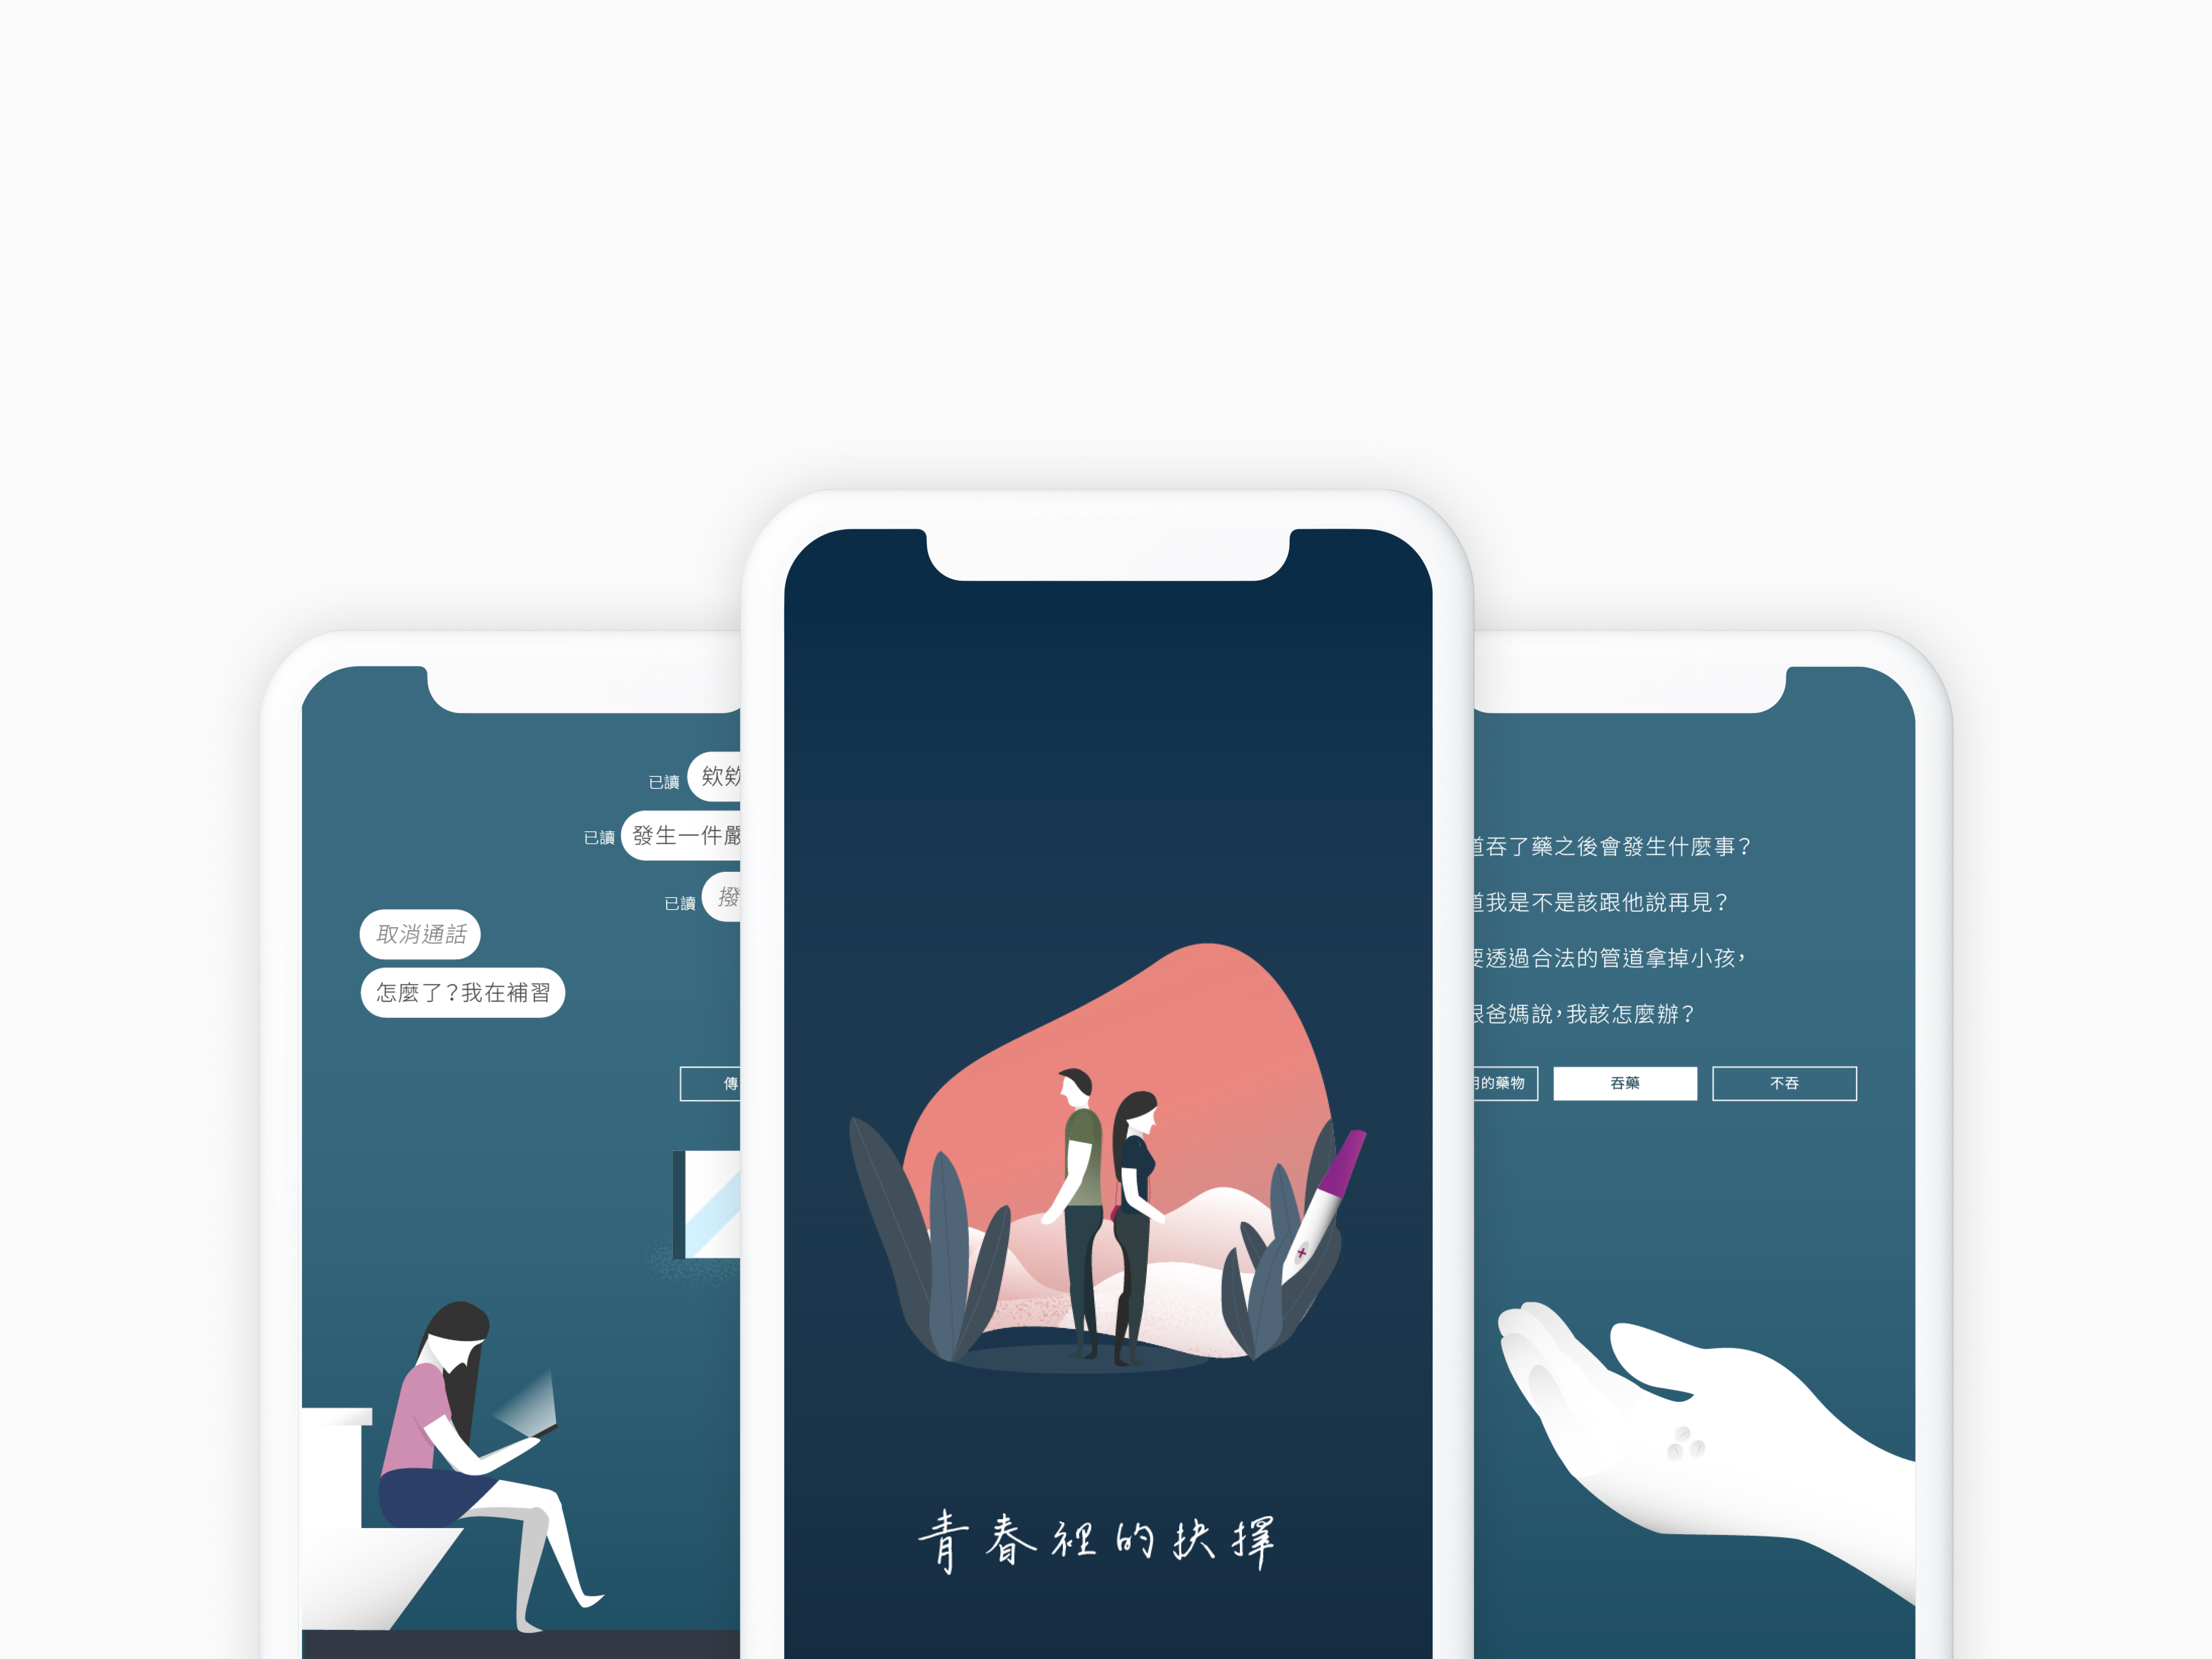 已讀 欸欸
已讀 發生一件嚴
已讀 撥
取消通話
怎麼了？我在補習
傳
青春裡的抉擇
道吞了藥之後會發生什麼事？
道我是不是該跟他說再見？
要透過合法的管道拿掉小孩，
跟爸媽說，我該怎麼辦？
用的藥物 吞藥 不吞